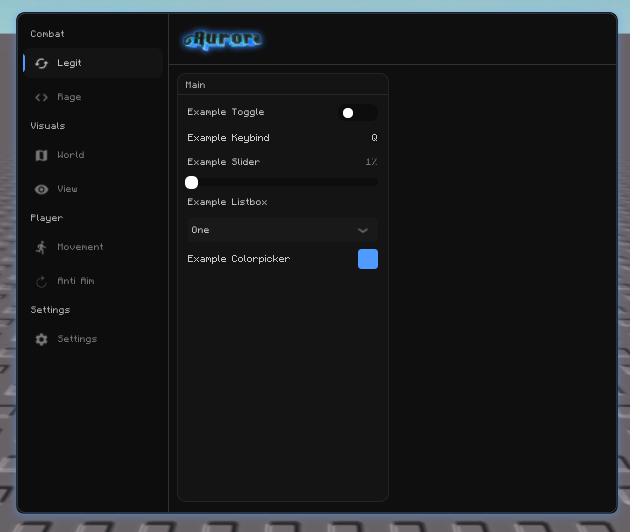 Combat
Legit
Rage
Visuals
World
View
Player
Movement
Anti Aim
Settings
Settings
Aurora
Main
Example Toggle
Example Keybind Q
Example Slider 1%
Example Listbox
One
Example Colorpicker